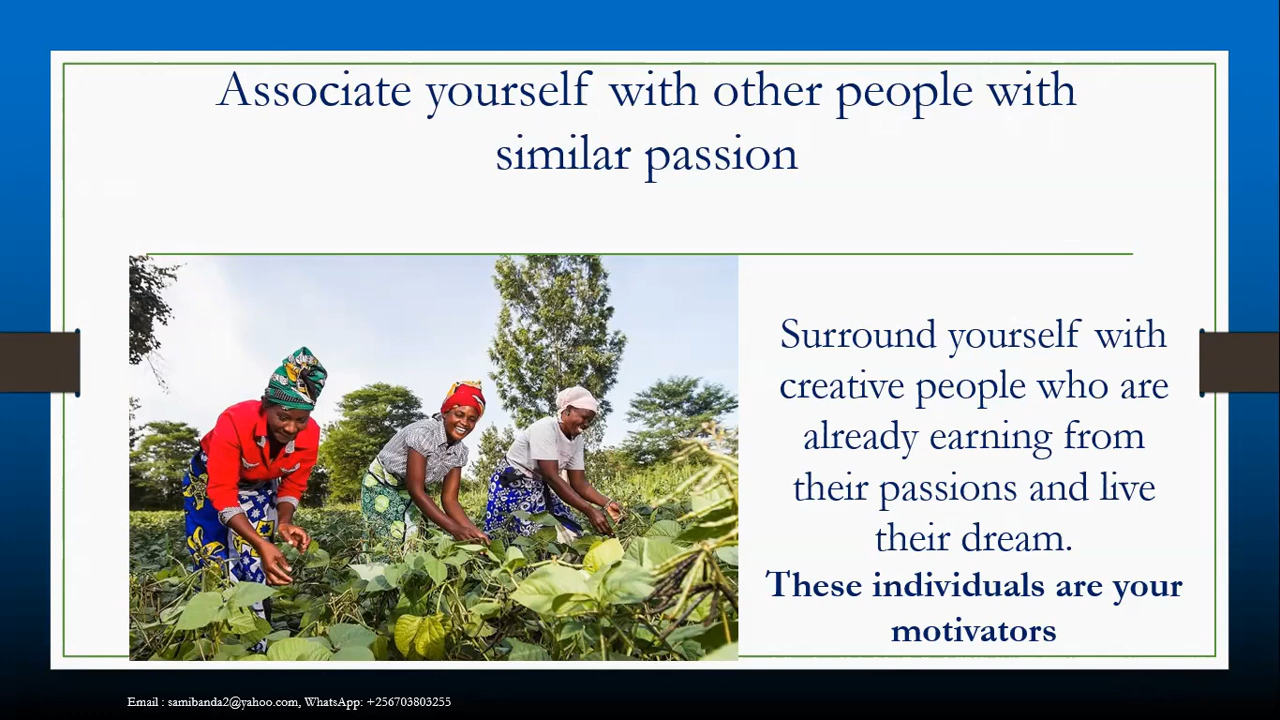 Associate yourself with other people with
similar passion
Surround yourself with
creative people who are
already earning from
their passions and live
their dream.
These individuals are your
motivators
Email : samibanda2@yahoo.com, WhatsApp: +256703803255